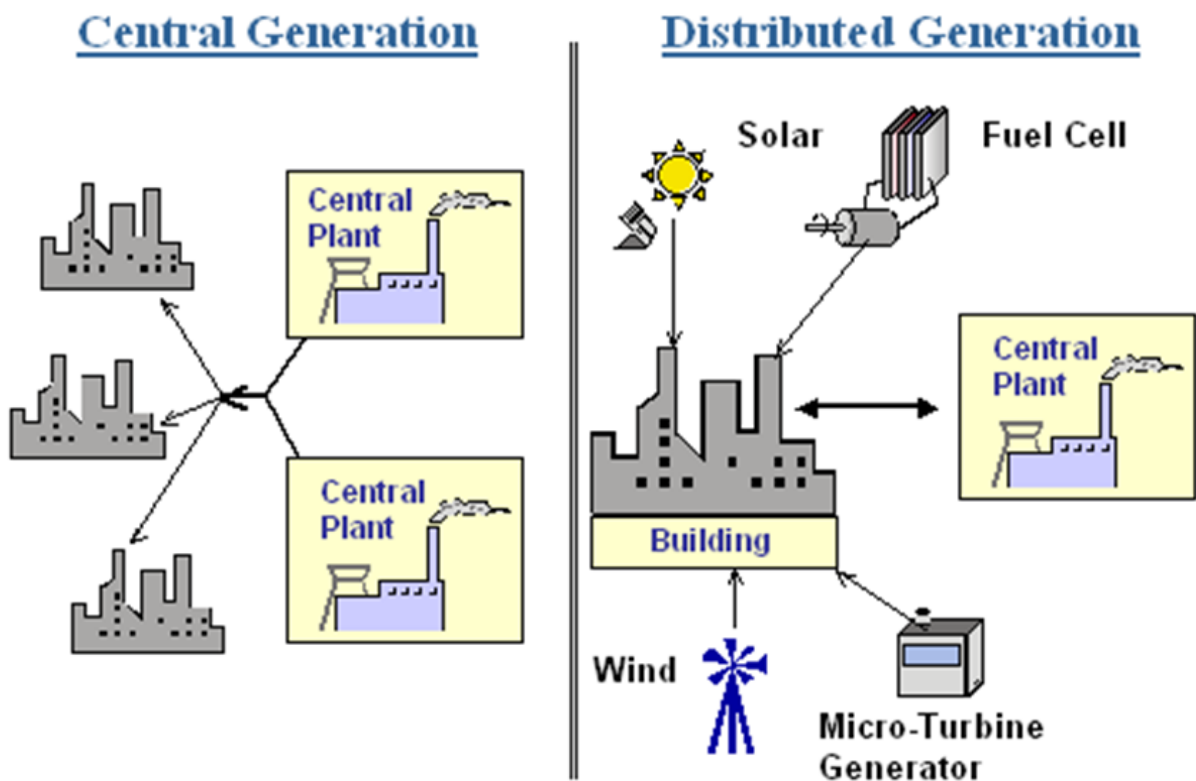 Central Generation
Central
Plant
Central
Plant
Distributed Generation
Solar
Fuel Cell
Central
Plant
Building
Wind
Micro-Turbine
Generator